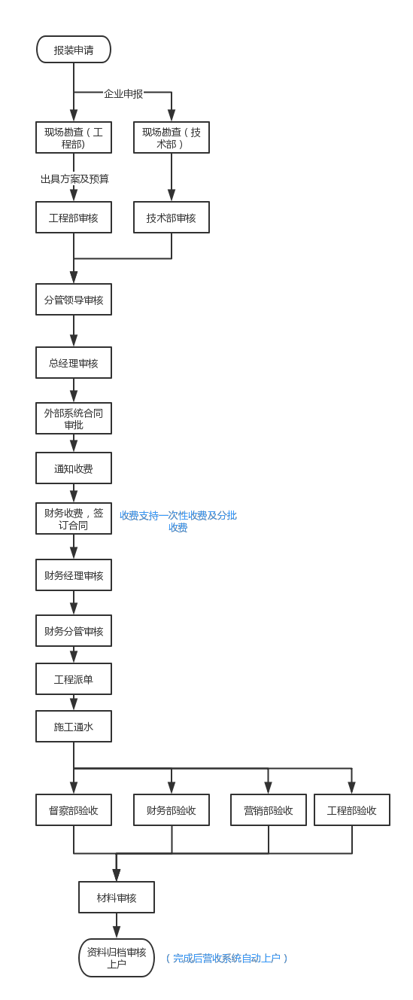 报装申请
企业申报
现场勘查（工
程部)
现场勘查（技
术部）
出具方案及预算
工程部审核
技术部审核
分管领导审核
总经理审核
外部系统合同
审批
通知收费
财务收费，签
订合同
收费支持一次性收费及分批
收费
财务经理审核
财务分管审核
工程派单
施工通水
督察部验收
财务部验收
营销部验收
工程部验收
材料审核
资料归档审核
上户
（完成后营收系统自动上户）